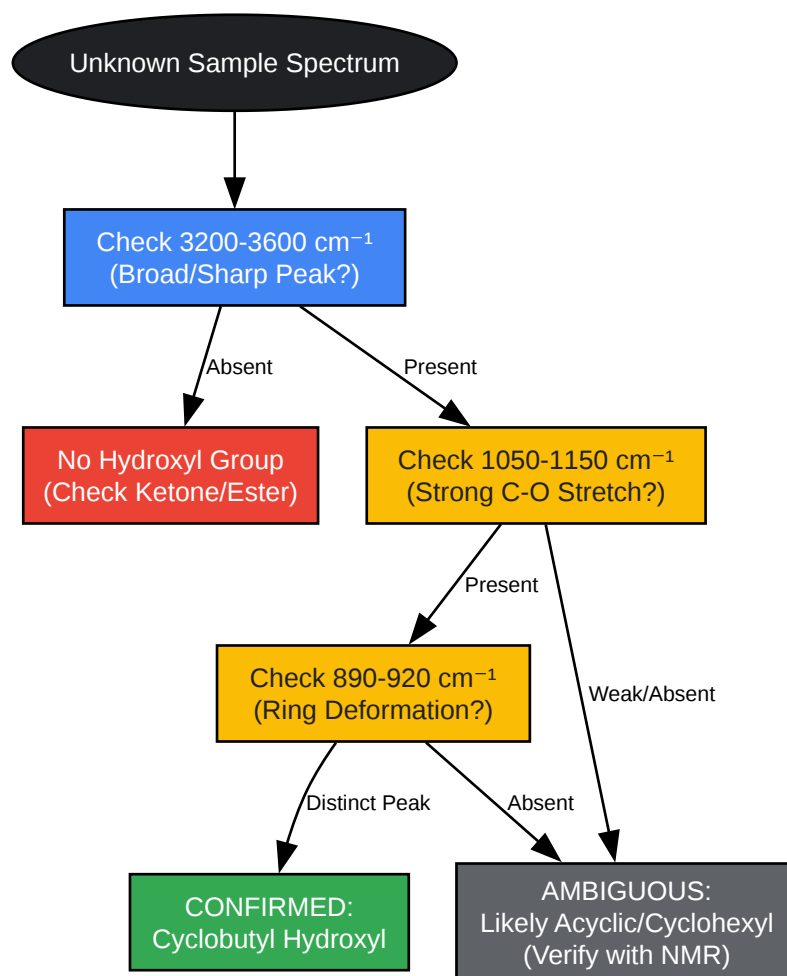 Unknown Sample Spectrum
Check 3200-3600 cm⁻¹
(Broad/Sharp Peak?)
Absent
Present
No Hydroxyl Group
(Check Ketone/Ester)
Check 1050-1150 cm⁻¹
(Strong C-O Stretch?)
Present
Check 890-920 cm⁻¹
(Ring Deformation?)
Weak/Absent
Distinct Peak
Absent
CONFIRMED:
Cyclobutyl Hydroxyl
AMBIGUOUS:
Likely Acyclic/Cyclohexyl
(Verify with NMR)